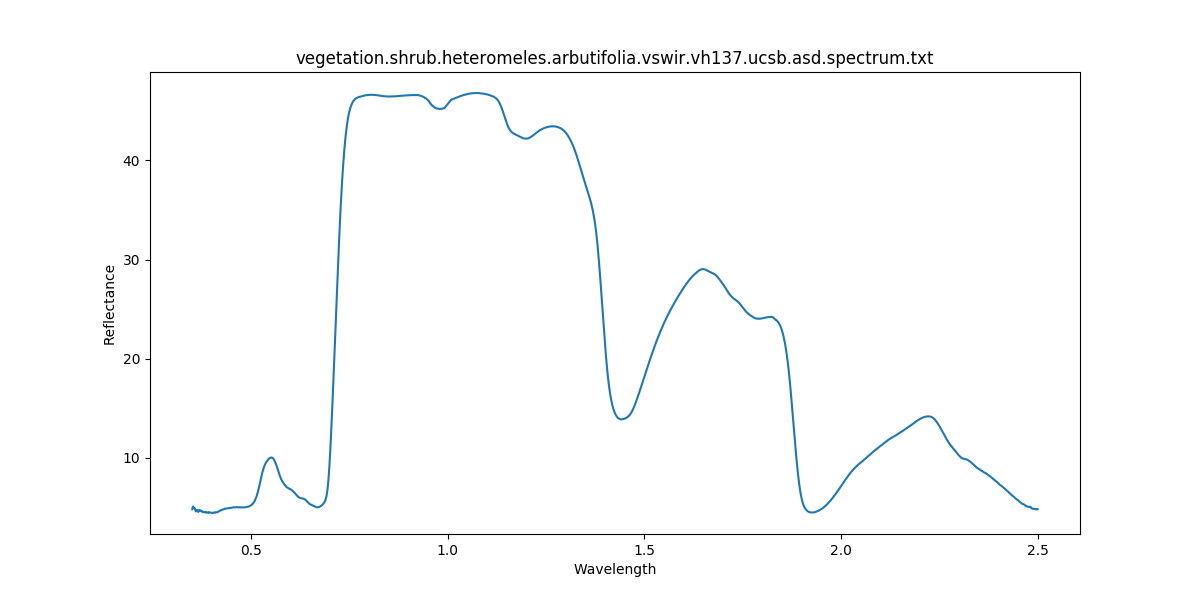 vegetation.shrub.heteromeles.arbutifolia.vswir.vh137.ucsb.asd.spectrum.txt
40
30
20
10
Reflectance
0.5 1.0 1.5 2.0 2.5
Wavelength